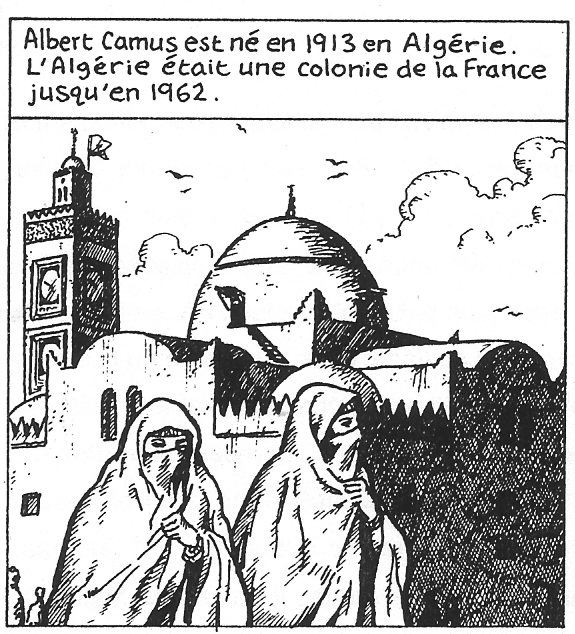 Albert Camus est né en 1913 en Algérie.
L'Algérie était une colonie de la France
jusqu'en 1962.